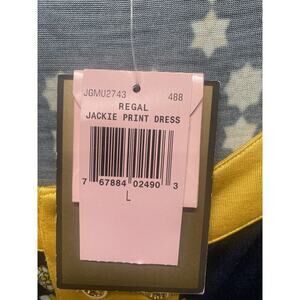 JGMU2743 488
REGAL
JACKIE PRINT DRESS
7 67884 02490 3
L